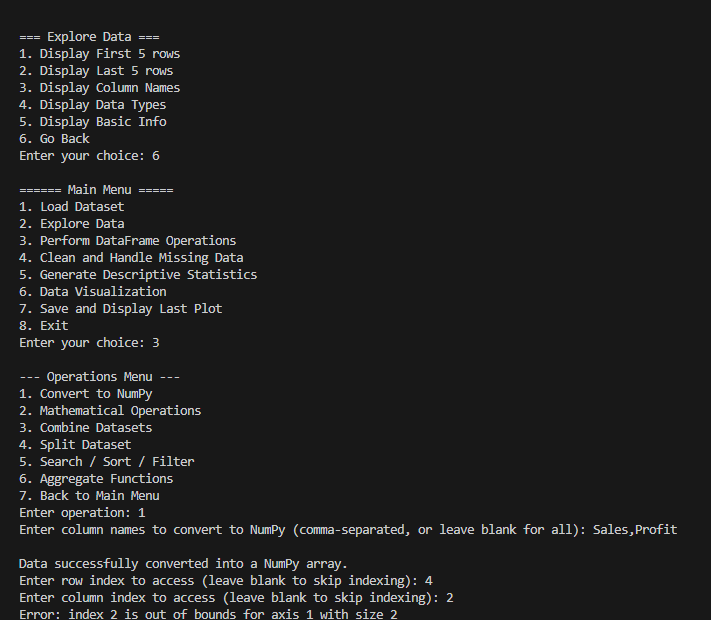 === Explore Data ===
1. Display First 5 rows
2. Display Last 5 rows
3. Display Column Names
4. Display Data Types
5. Display Basic Info
6. Go Back
Enter your choice: 6
====== Main Menu =====
1. Load Dataset
2. Explore Data
3. Perform DataFrame Operations
4. Clean and Handle Missing Data
5. Generate Descriptive Statistics
6. Data Visualization
7. Save and Display Last Plot
8. Exit
Enter your choice: 3
--- Operations Menu ---
1. Convert to NumPy
2. Mathematical Operations
3. Combine Datasets
4. Split Dataset
5. Search / Sort / Filter
6. Aggregate Functions
7. Back to Main Menu
Enter operation: 1
Enter column names to convert to NumPy (comma-separated, or leave blank for all): Sales,Profit
Data successfully converted into a NumPy array.
Enter row index to access (leave blank to skip indexing): 4
Enter column index to access (leave blank to skip indexing): 2
Error: index 2 is out of bounds for axis 1 with size 2